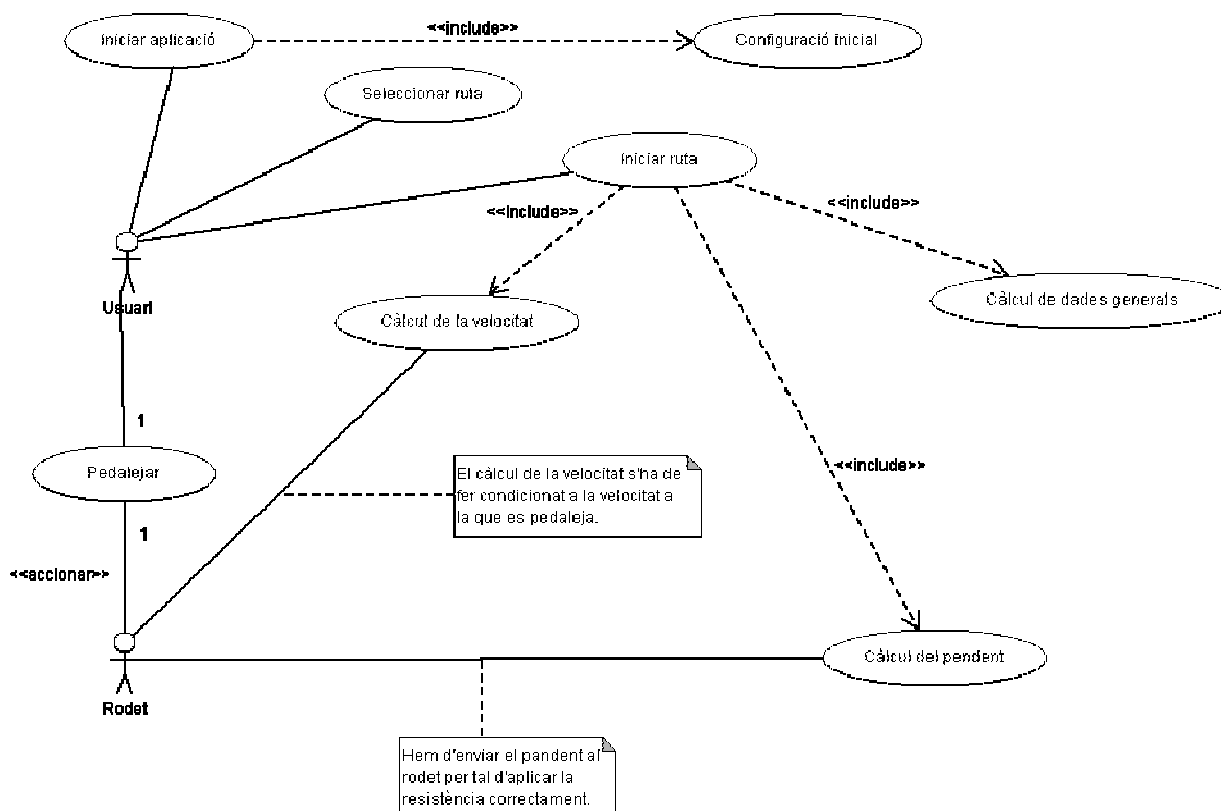 <<include>>
Iniciar aplicació
Configuració inicial
Seleccionar ruta
Iniciar ruta
<<include>>
<<include>>
Usuari
Càlcul de dades generals
Càlcul de la velocitat
1
Pedalejar
<<include>>
El càlcul de la velocitat s'ha de
fer condicionat a la velocitat a
la que es pedaleja.
1
<<accionar>>
Càlcul del pendent
Rodet
Hem d'enviar el pandent al
rodet per tal d'aplicar la
resistència correctament.